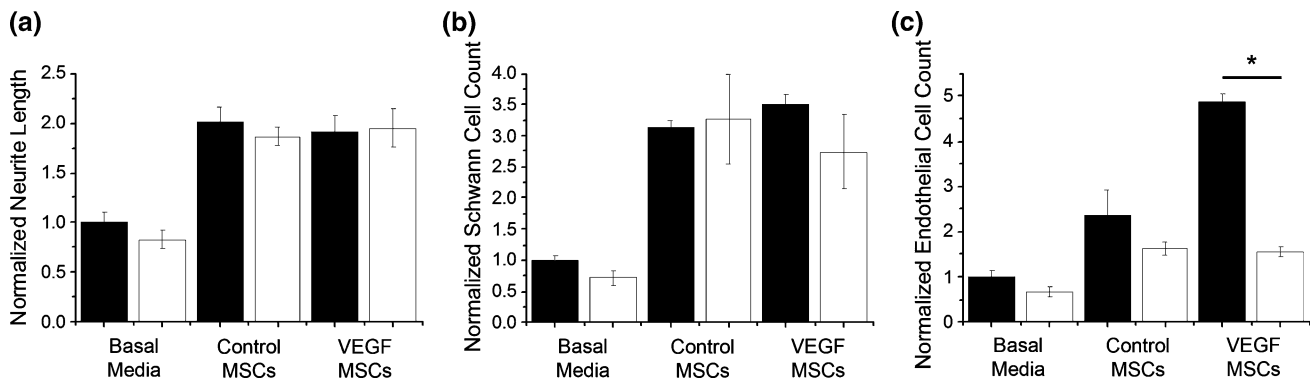 (a)
Normalized Neurite Length
2.5
2.0
1.5
1.0
0.5
0.0
Basal
Media
Control
MSCs
VEGF
MSCs
(b)
Normalized Schwann Cell Count
4.0
3.5
3.0
2.5
2.0
1.5
1.0
0.5
0.0
Basal
Media
Control
MSCs
VEGF
MSCs
(c)
Normalized Endothelial Cell Count
5
4
3
2
1
0
*
Basal
Media
Control
MSCs
VEGF
MSCs